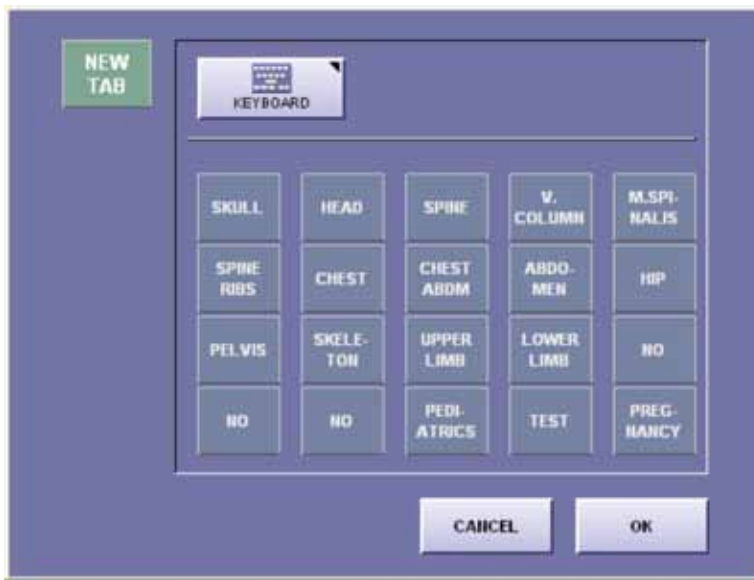 NEW
TAB
KEYBOARD
SKULL
HEAD
SPINE
V.
COLUMN
M.SPI-
NALIS
SPINE
RIBS
CHEST
CHEST
ABDM
ABDO-
MEN
HIP
PELVIS
SKELE-
TON
UPPER
LIMB
LOWER
LIMB
NO
NO
NO
PEDI-
ATRICS
TEST
PREG-
NANCY
CANCEL
OK